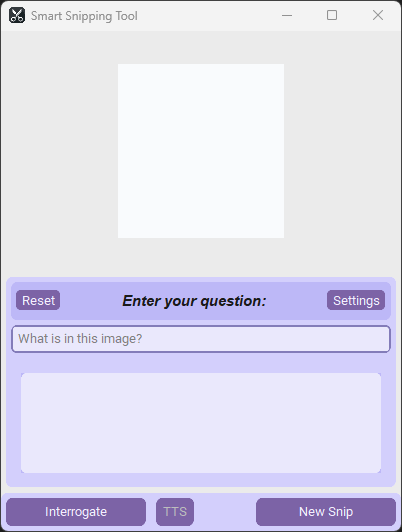 Smart Snipping Tool
Reset Enter your question: Settings
What is in this image?
Interrogate TTS New Snip